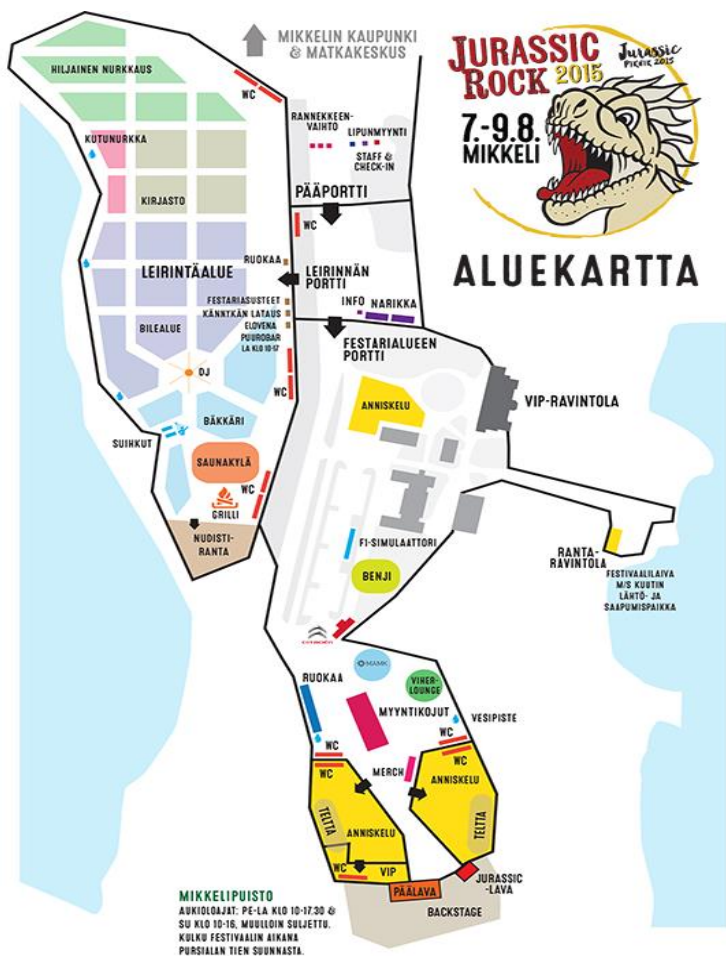 MIKKELIN KAUPUNKI
& MATKAKESKUS
JURASSIC
ROCK 2015
Jurassic
PIKNIK 2015
7.-9.8.
MIKKELI
ALUEKARTTA
HILJAINEN NURKKAUS
WC
KUTUNURKKA
RANNEKKEEN-
VAIHTO
LIPUNMYYNTI
STAFF &
CHECK-IN
KIRJASTO
PÄÄPORTTI
WC
RUOKAA
LEIRINTÄALUE
LEIRINNÄN
PORTTI
FESTARIASUSTEET
KÄNNYKÄN LATAUS
ELOVENA
PUUROBAR
LA KLO 10-17
INFO
NARIKKA
BILEALUE
FESTARIALUEEN
PORTTI
DJ
WC
ANNISKELU
VIP-RAVINTOLA
BÄKKÄRI
SUIHKUT
SAUNAKYLÄ
WC
GRILLI
NUDISTI-
RANTA
F1-SIMULAATTORI
BENJI
RANTA-
RAVINTOLA
FESTIVAALILAIVA
M/S KUUTIN
LÄHTÖ- JA
SAAPUMISPAIKKA
CITROËN
MAMK
RUOKAA
VIHER-
LOUNGE
MYYNTIKOJUT
VESIPISTE
WC
WC
WC
WC
MERCH
ANNISKELU
TELTTA
ANNISKELU
TELTTA
WC
VIP
PÄÄLAVA
JURASSIC
-LAVA
BACKSTAGE
MIKKELIPUISTO
AUKIOLOAJAT: PE-LA KLO 10-17.30 &
SU KLO 10-16, MUULLOIN SULJETTU.
KULKU FESTIVAALIN AIKANA
PURSIALAN TIEN SUUNNASTA.